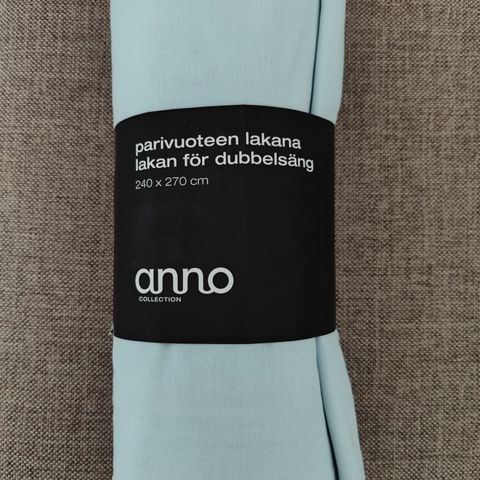 parivuoteen lakana
lakan för dubbelsäng
240 x 270 cm
anno
COLLECTION